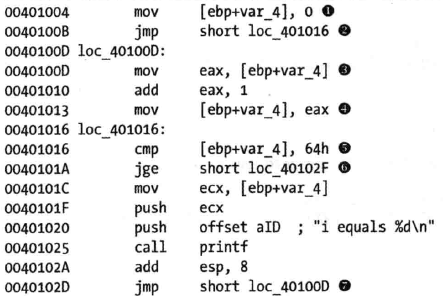 00401004 mov [ebp+var_4], 0 ❶
0040100B jmp short loc_401016 ❷
0040100D loc_40100D:
0040100D mov eax, [ebp+var_4] ❸
00401010 add eax, 1
00401013 mov [ebp+var_4], eax ❹
00401016 loc_401016:
00401016 cmp [ebp+var_4], 64h ❺
0040101A jge short loc_40102F ❻
0040101C mov ecx, [ebp+var_4]
0040101F push ecx
00401020 push offset aID ; "i equals %d\n"
00401025 call printf
0040102A add esp, 8
0040102D jmp short loc_40100D ❼